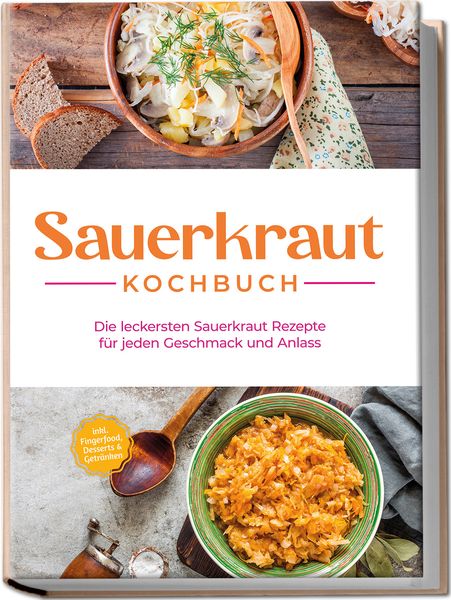 Sauerkraut
KOCHBUCH
Die leckersten Sauerkraut Rezepte
für jeden Geschmack und Anlass
inkl.
Fingerfood,
Desserts &
Getränken